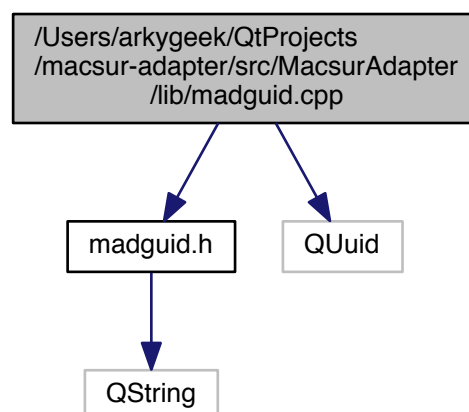 /Users/arkygeek/QtProjects
/macsur-adapter/src/MacsurAdapter
/lib/madguid.cpp
madguid.h
QUuid
QString